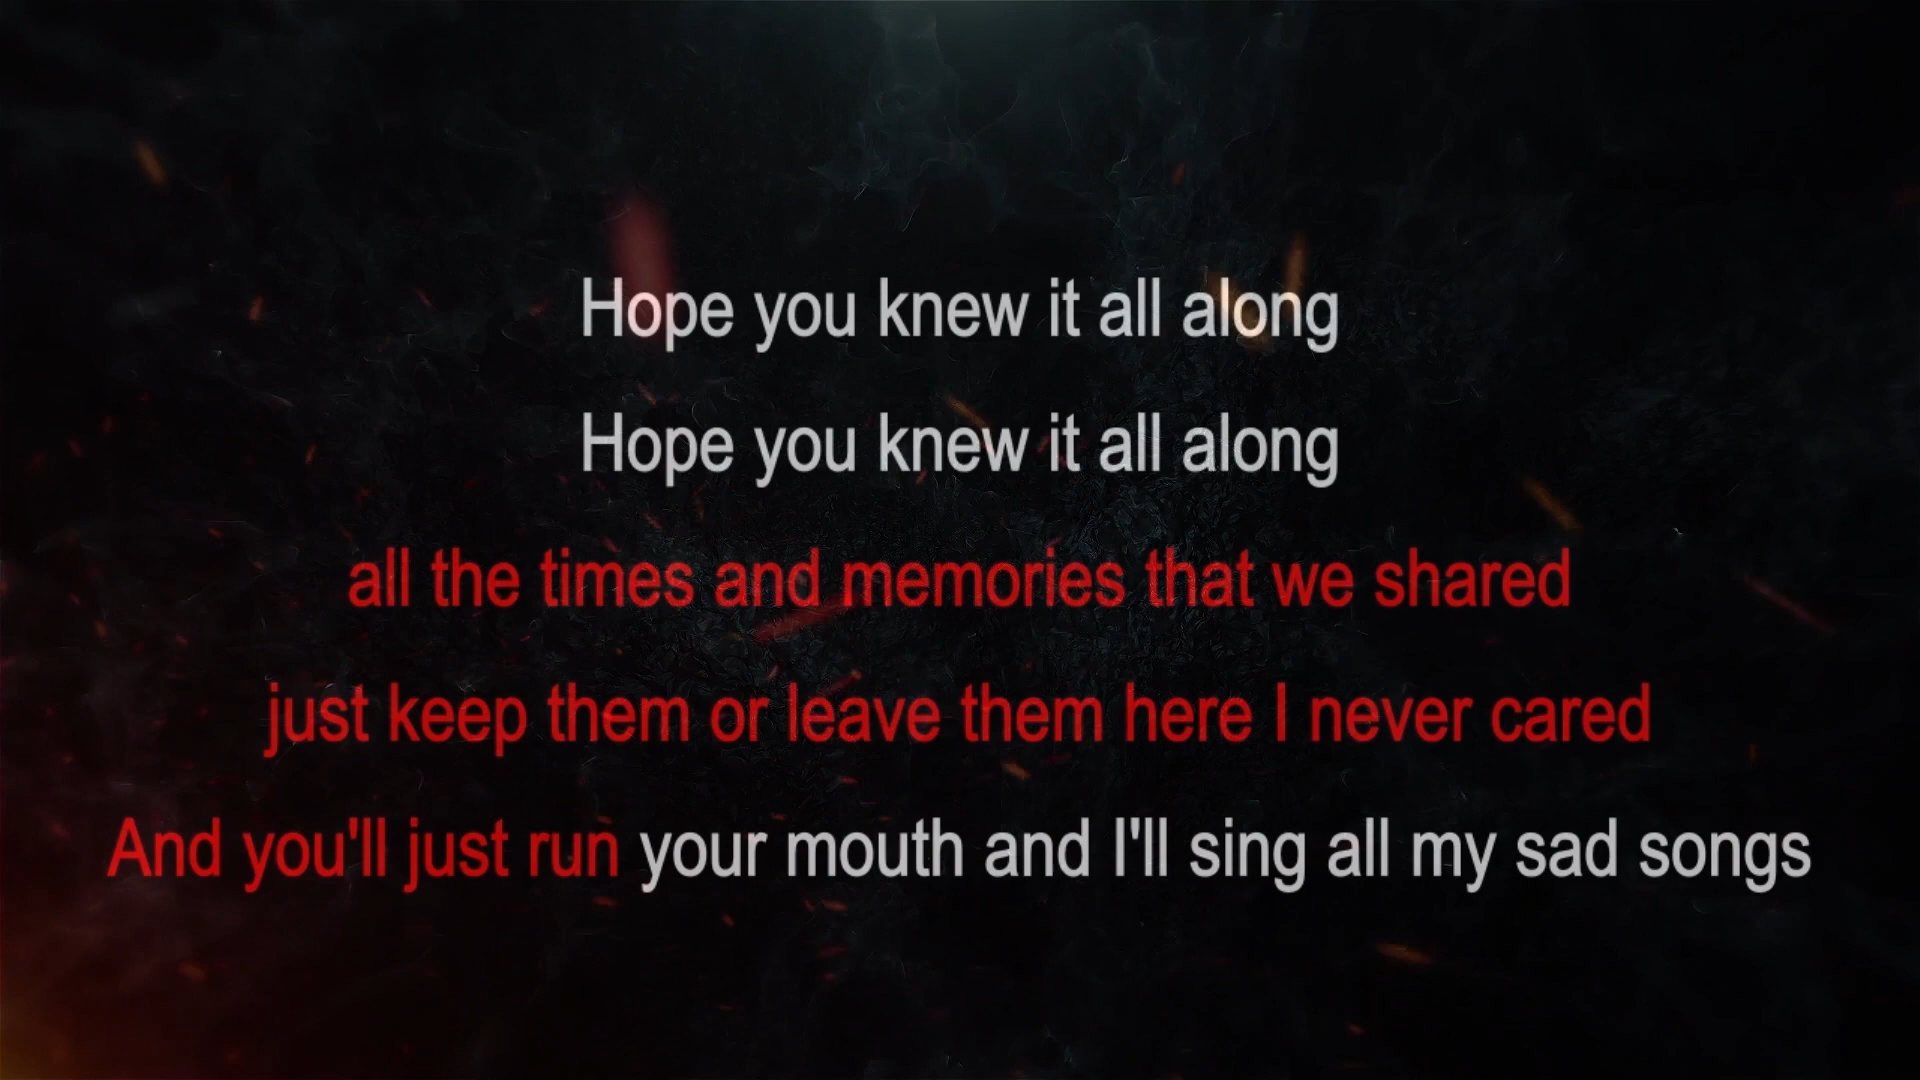 Hope you knew it all along
Hope you knew it all along
all the times and memories that we shared
just keep them or leave them here I never cared
And you'll just run your mouth and I'll sing all my sad songs